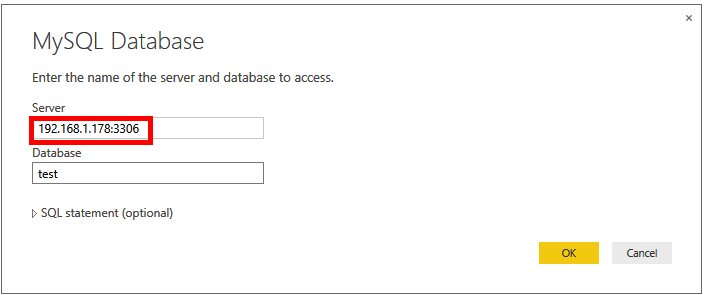 ×
MySQL Database
Enter the name of the server and database to access.
Server
192.168.1.178:3306
Database
test
SQL statement (optional)
OK Cancel